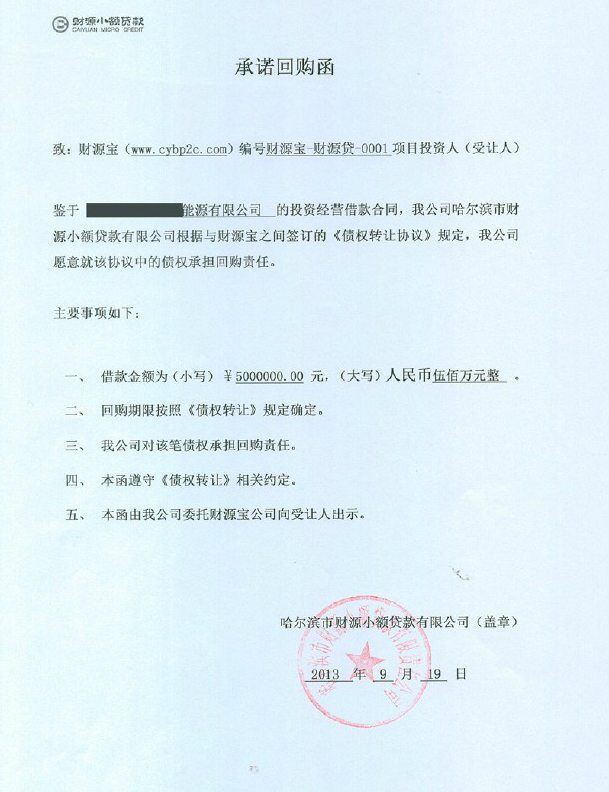 财源小额贷款
CAIYUAN MICRO CREDIT
承诺回购函
致：财源宝（www.cybp2c.com）编号财源宝-财源贷-0001项目投资人（受让人）
鉴于 能源有限公司 的投资经营借款合同，我公司哈尔滨市财
源小额贷款有限公司根据与财源宝之间签订的《债权转让协议》规定，我公司
愿意就该协议中的债权承担回购责任。
主要事项如下：
一、 借款金额为（小写）￥5000000.00 元，（大写）人民币伍佰万元整 。
二、 回购期限按照《债权转让》规定确定。
三、 我公司对该笔债权承担回购责任。
四、 本函遵守《债权转让》相关约定。
五、 本函由我公司委托财源宝公司向受让人出示。
哈尔滨市财源小额贷款有限公司（盖章）
2013 年 9 月 19 日